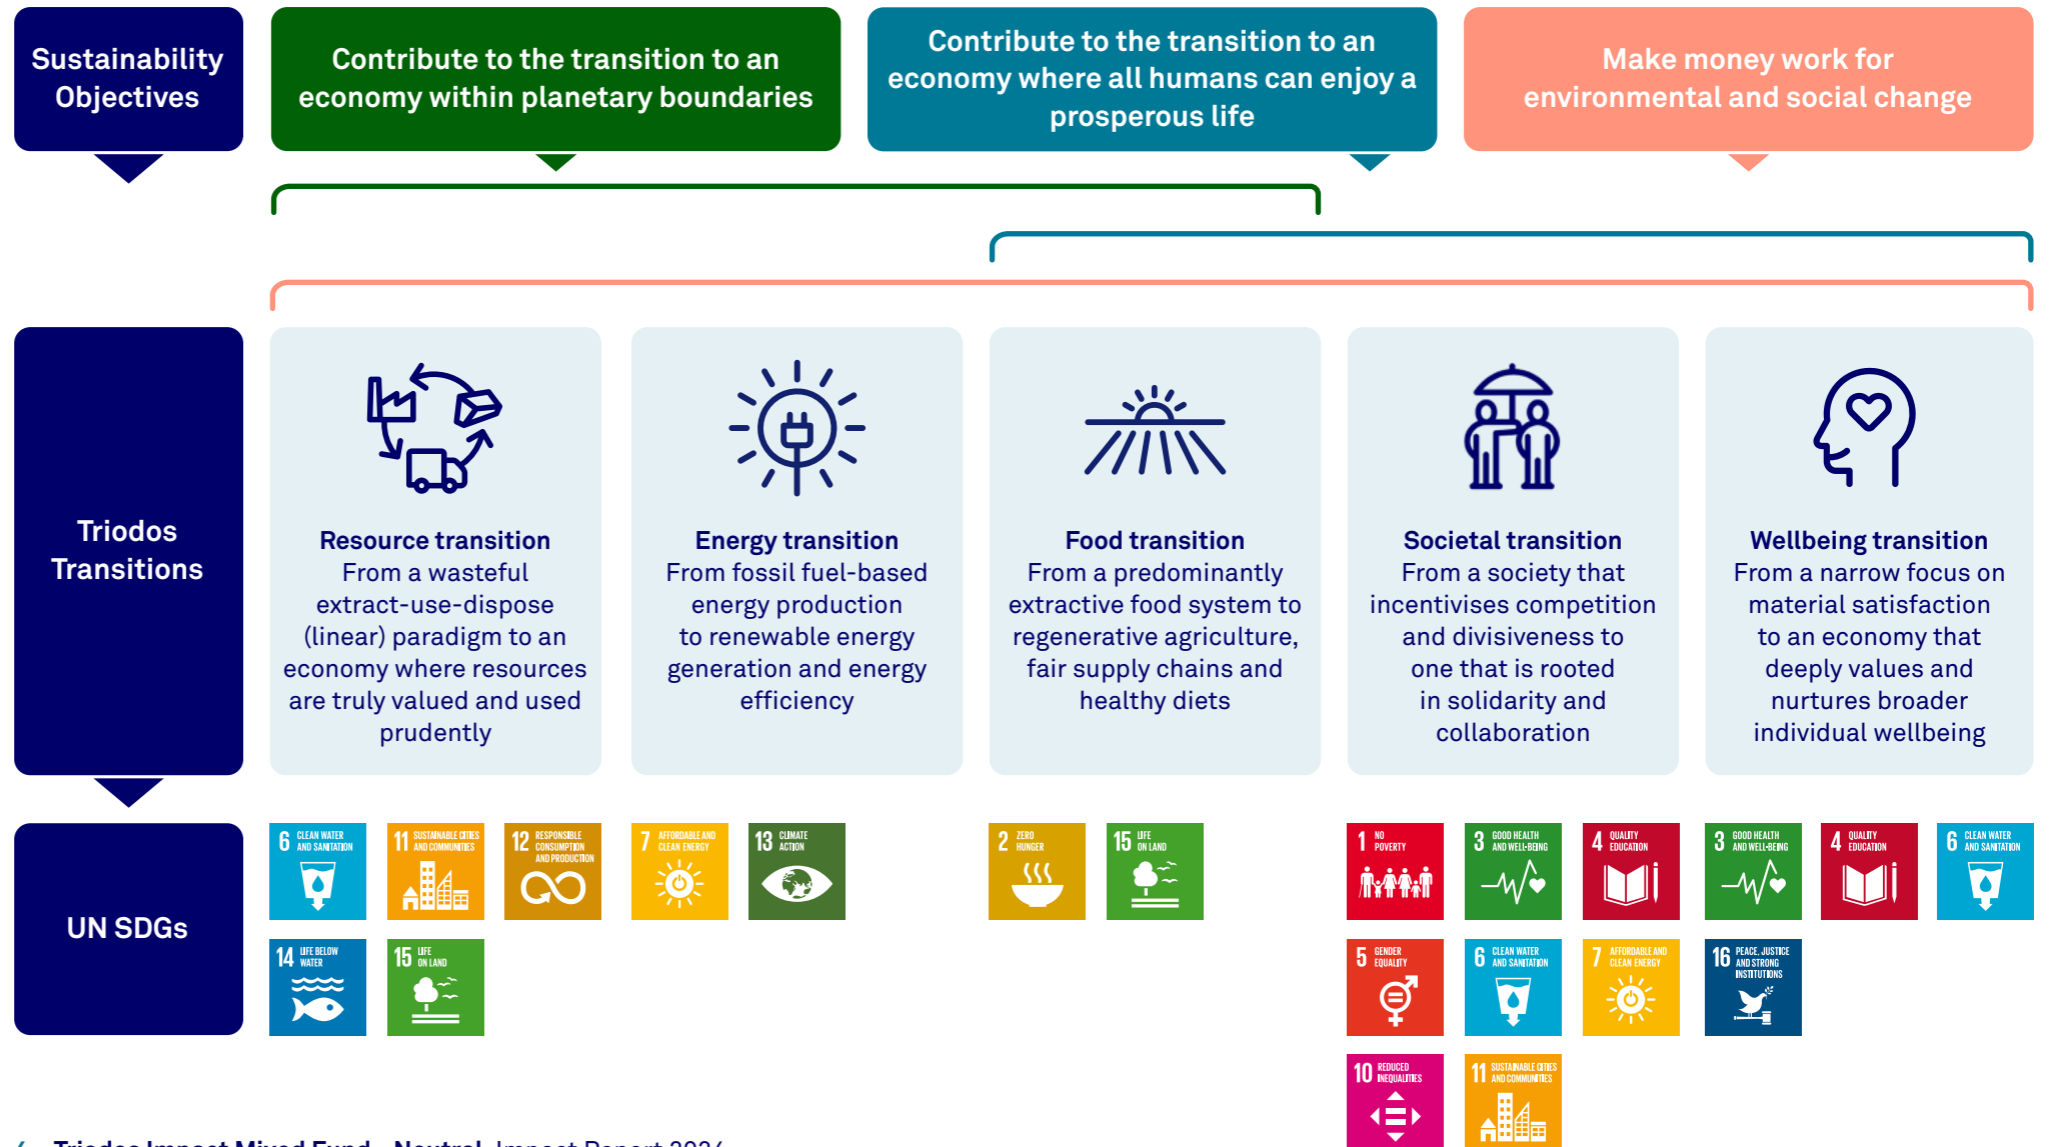 Sustainability
Objectives
Contribute to the transition to an
economy within planetary boundaries
Contribute to the transition to an
economy where all humans can enjoy a
prosperous life
Make money work for
environmental and social change
Triodos
Transitions
Resource transition
From a wasteful
extract-use-dispose
(linear) paradigm to an
economy where resources
are truly valued and used
prudently
Energy transition
From fossil fuel-based
energy production
to renewable energy
generation and energy
efficiency
Food transition
From a predominantly
extractive food system to
regenerative agriculture,
fair supply chains and
healthy diets
Societal transition
From a society that
incentivises competition
and divisiveness to
one that is rooted
in solidarity and
collaboration
Wellbeing transition
From a narrow focus on
material satisfaction
to an economy that
deeply values and
nurtures broader
individual wellbeing
UN SDGs
6 CLEAN WATER
AND SANITATION
11 SUSTAINABLE CITIES
AND COMMUNITIES
12 RESPONSIBLE
CONSUMPTION
AND PRODUCTION
14 LIFE BELOW
WATER
15 LIFE
ON LAND
7 AFFORDABLE AND
CLEAN ENERGY
13 CLIMATE
ACTION
2 ZERO
HUNGER
15 LIFE
ON LAND
1 NO
POVERTY
3 GOOD HEALTH
AND WELL-BEING
4 QUALITY
EDUCATION
5 GENDER
EQUALITY
6 CLEAN WATER
AND SANITATION
7 AFFORDABLE AND
CLEAN ENERGY
10 REDUCED
INEQUALITIES
11 SUSTAINABLE CITIES
AND COMMUNITIES
3 GOOD HEALTH
AND WELL-BEING
4 QUALITY
EDUCATION
6 CLEAN WATER
AND SANITATION
16 PEACE, JUSTICE
AND STRONG
INSTITUTIONS
Triodos Impact Mixed Fund - Neutral Impact Report